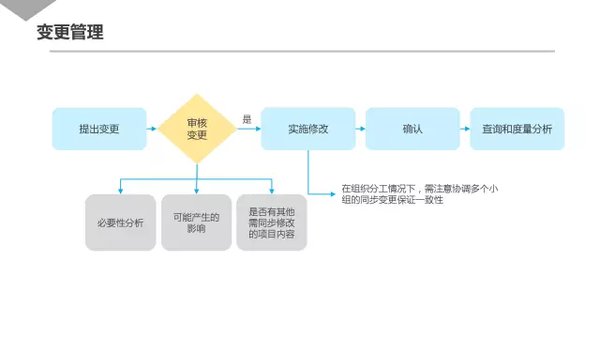 变更管理
提出变更
审核
变更
是
实施修改
确认
查询和度量分析
在组织分工情况下，需注意协调多个小
组的同步变更保证一致性
必要性分析
可能产生的
影响
是否有其他
需同步修改
的项目内容